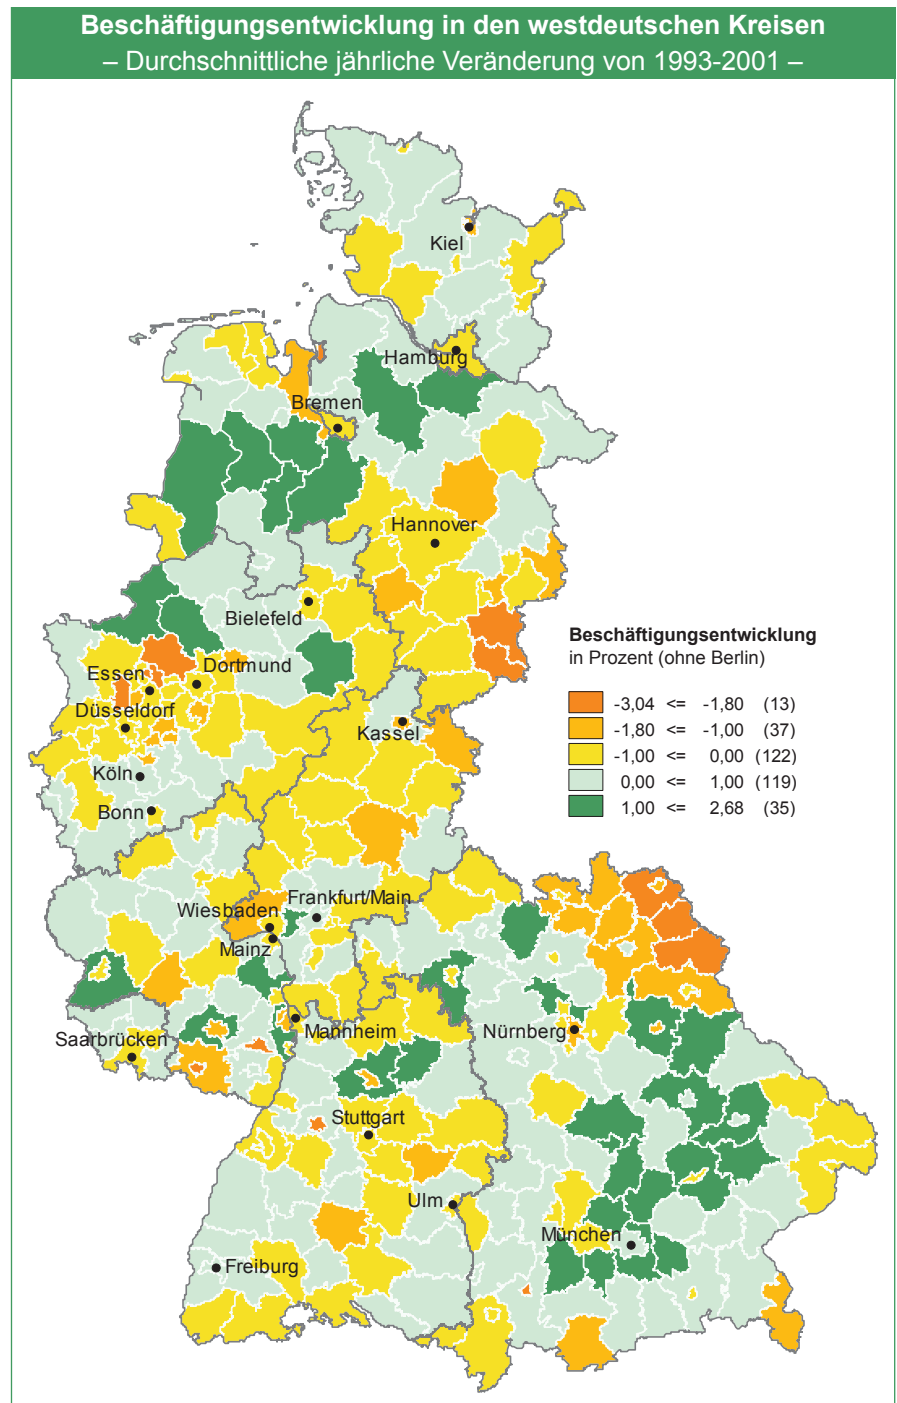 Beschäftigungsentwicklung in den westdeutschen Kreisen
– Durchschnittliche jährliche Veränderung von 1993-2001 –
Kiel
Hamburg
Bremen
Hannover
Bielefeld
Beschäftigungsentwicklung
in Prozent (ohne Berlin)
-3,04 <= -1,80 (13)
-1,80 <= -1,00 (37)
-1,00 <= 0,00 (122)
0,00 <= 1,00 (119)
1,00 <= 2,68 (35)
Dortmund
Essen
Düsseldorf
Kassel
Köln
Bonn
Frankfurt/Main
Wiesbaden
Mainz
Mannheim
Nürnberg
Saarbrücken
Stuttgart
Ulm
München
Freiburg